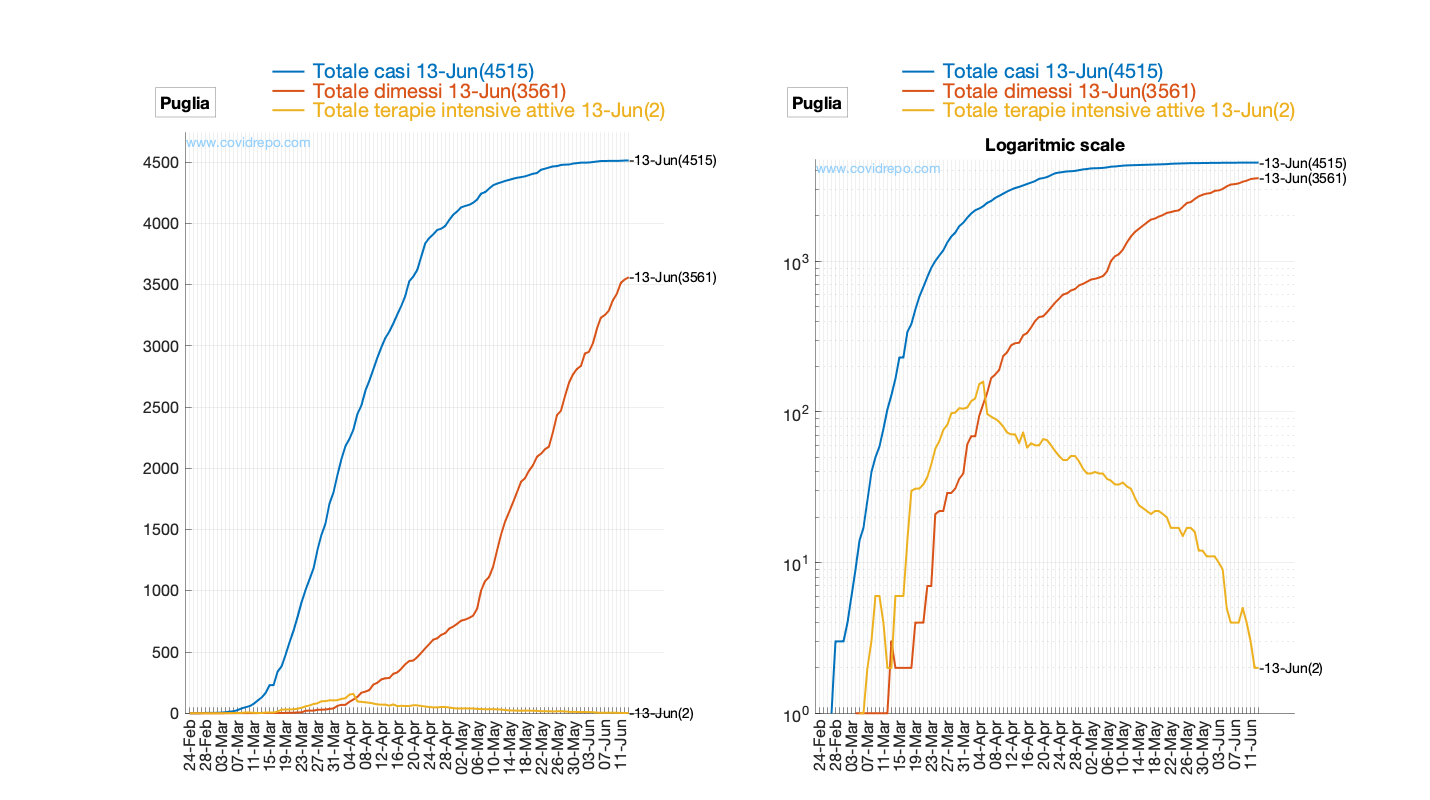 Totale casi 13-Jun(4515)
Totale dimessi 13-Jun(3561)
Totale terapie intensive attive 13-Jun(2)
Puglia
www.covidrepo.com
4500
4000
3500
3000
2500
2000
1500
1000
500
0
-13-Jun(4515)
-13-Jun(3561)
-13-Jun(2)
24-Feb
28-Feb
03-Mar
07-Mar
11-Mar
15-Mar
19-Mar
23-Mar
27-Mar
31-Mar
04-Apr
08-Apr
12-Apr
16-Apr
20-Apr
24-Apr
28-Apr
02-May
06-May
10-May
14-May
18-May
22-May
26-May
30-May
03-Jun
07-Jun
11-Jun
Totale casi 13-Jun(4515)
Totale dimessi 13-Jun(3561)
Totale terapie intensive attive 13-Jun(2)
Puglia
Logaritmic scale
www.covidrepo.com
10³
10²
10¹
10⁰
-13-Jun(4515)
-13-Jun(3561)
-13-Jun(2)
24-Feb
28-Feb
03-Mar
07-Mar
11-Mar
15-Mar
19-Mar
23-Mar
27-Mar
31-Mar
04-Apr
08-Apr
12-Apr
16-Apr
20-Apr
24-Apr
28-Apr
02-May
06-May
10-May
14-May
18-May
22-May
26-May
30-May
03-Jun
07-Jun
11-Jun